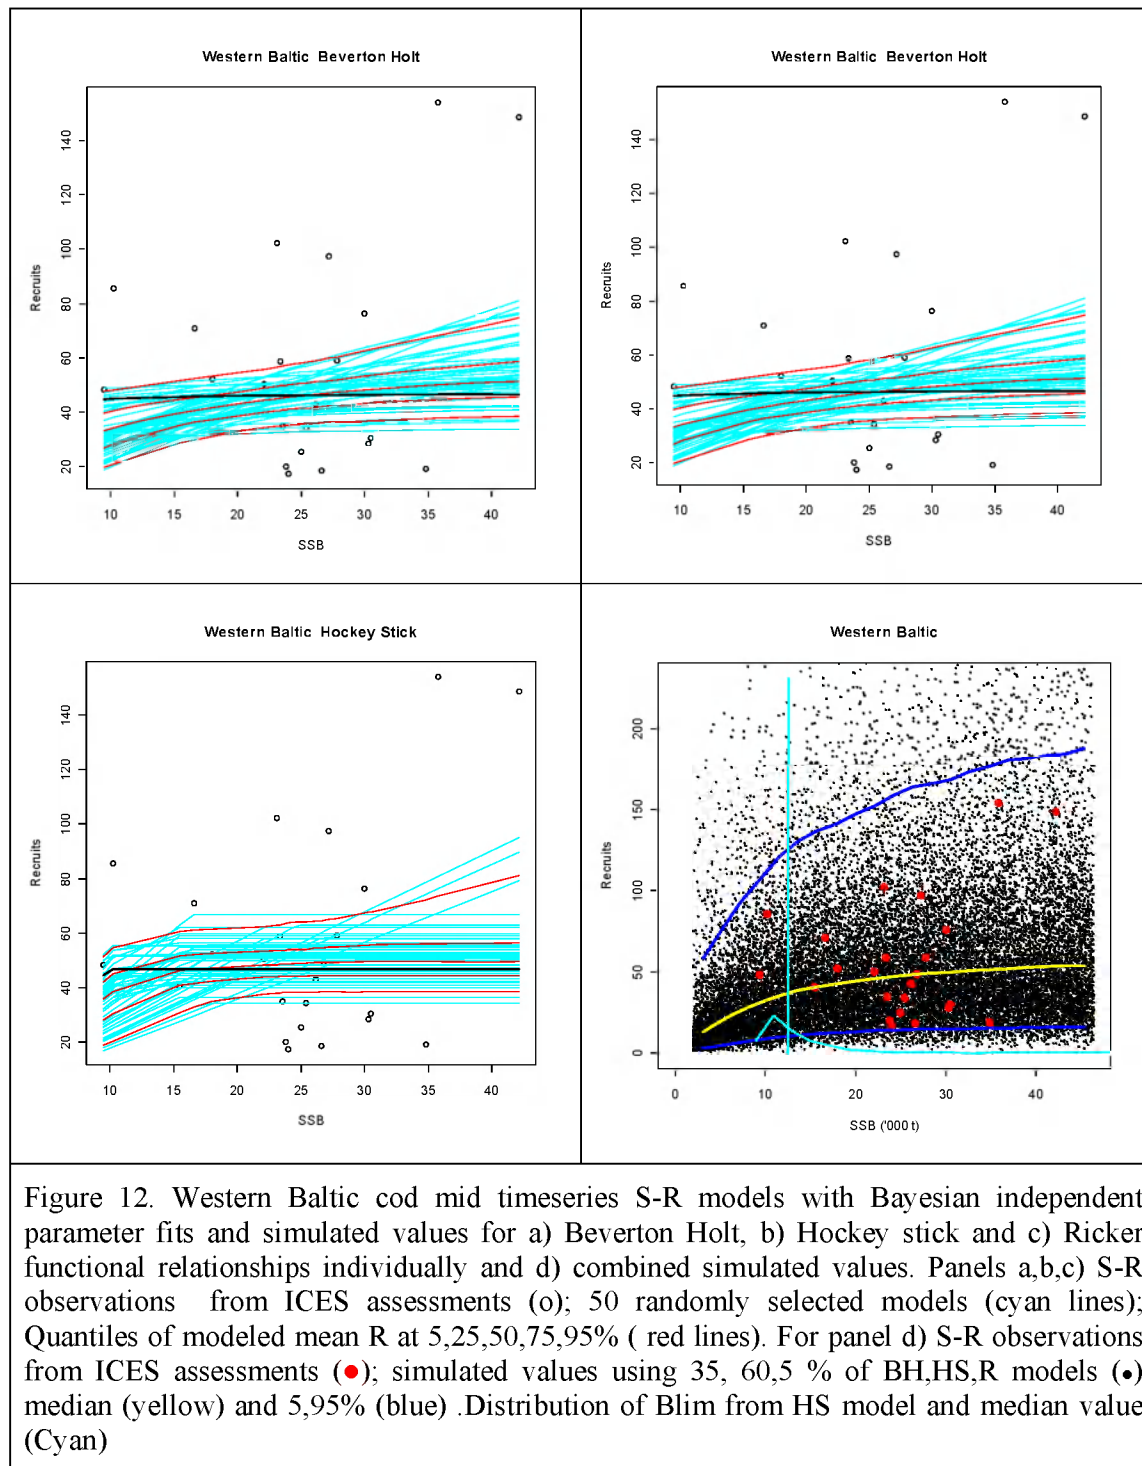 Western Baltic Beverton Holt
Recruits
140
120
100
80
60
40
20
10 15 20 25 30 35 40
SSB
Western Baltic Beverton Holt
Recruits
140
120
100
80
60
40
20
10 15 20 25 30 35 40
SSB
Western Baltic Hockey Stick
Recruits
140
120
100
80
60
40
20
10 15 20 25 30 35 40
SSB
Western Baltic
Recruits
200
150
100
50
0
0 10 20 30 40
SSB ('000 t)
Figure 12. Western Baltic cod mid timeseries S-R models with Bayesian independent
parameter fits and simulated values for a) Beverton Holt, b) Hockey stick and c) Ricker
functional relationships individually and d) combined simulated values. Panels a,b,c) S-R
observations from ICES assessments (o); 50 randomly selected models (cyan lines);
Quantiles of modeled mean R at 5,25,50,75,95% ( red lines). For panel d) S-R observations
from ICES assessments (●); simulated values using 35, 60,5 % of BH,HS,R models (•)
median (yellow) and 5,95% (blue) .Distribution of Blim from HS model and median value
(Cyan)